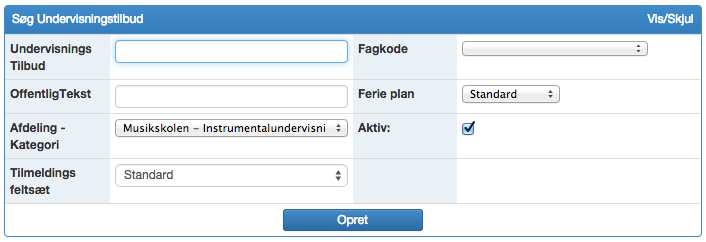 Søg Undervisningstilbud Vis/Skjul
Undervisnings Tilbud
Fagkode
OffentligTekst
Ferie plan
Standard
Afdeling - Kategori
Musikskolen - Instrumentalundervisni
Aktiv:
Tilmeldings feltsæt
Standard
Opret